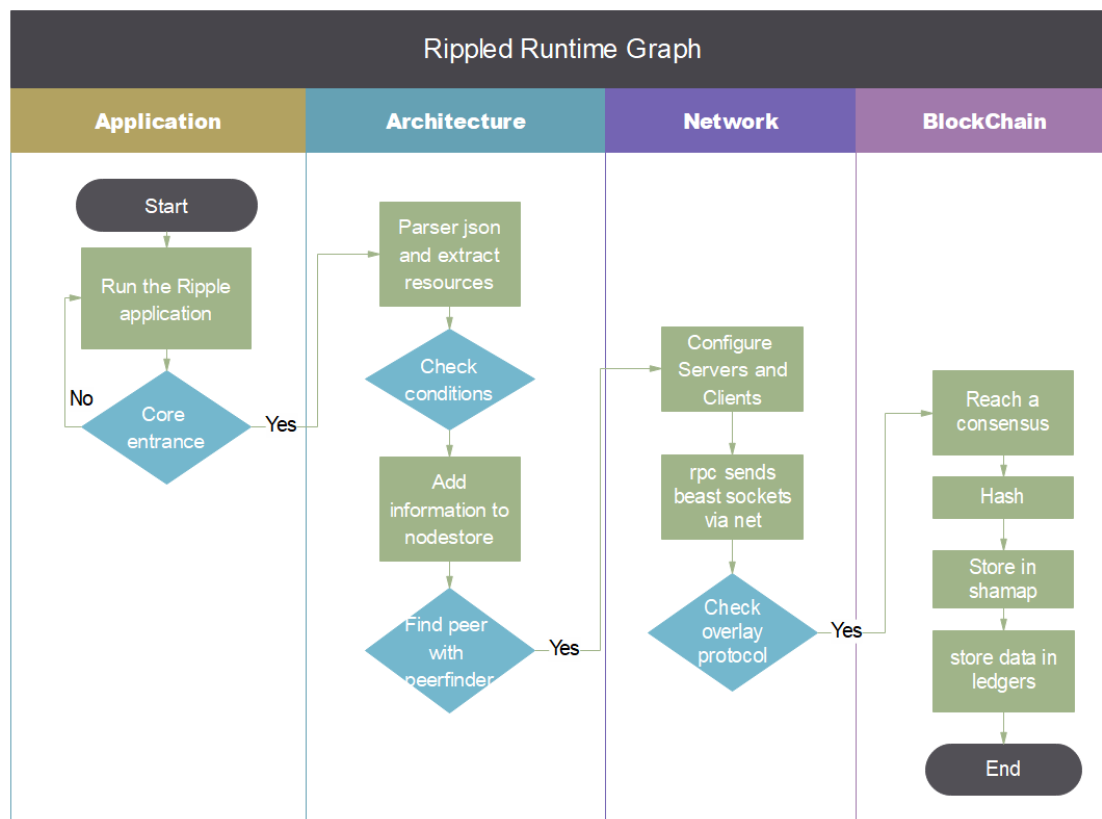 Rippled Runtime Graph
Application
Architecture
Network
BlockChain
Start
Run the Ripple
application
No
Core
entrance
Yes
Parser json
and extract
resources
Check
conditions
Add
information to
nodestore
Find peer
with
peerfinder
Yes
Configure
Servers and
Clients
rpc sends
beast sockets
via net
Check
overlay
protocol
Yes
Reach a
consensus
Hash
Store in
shamap
store data in
ledgers
End